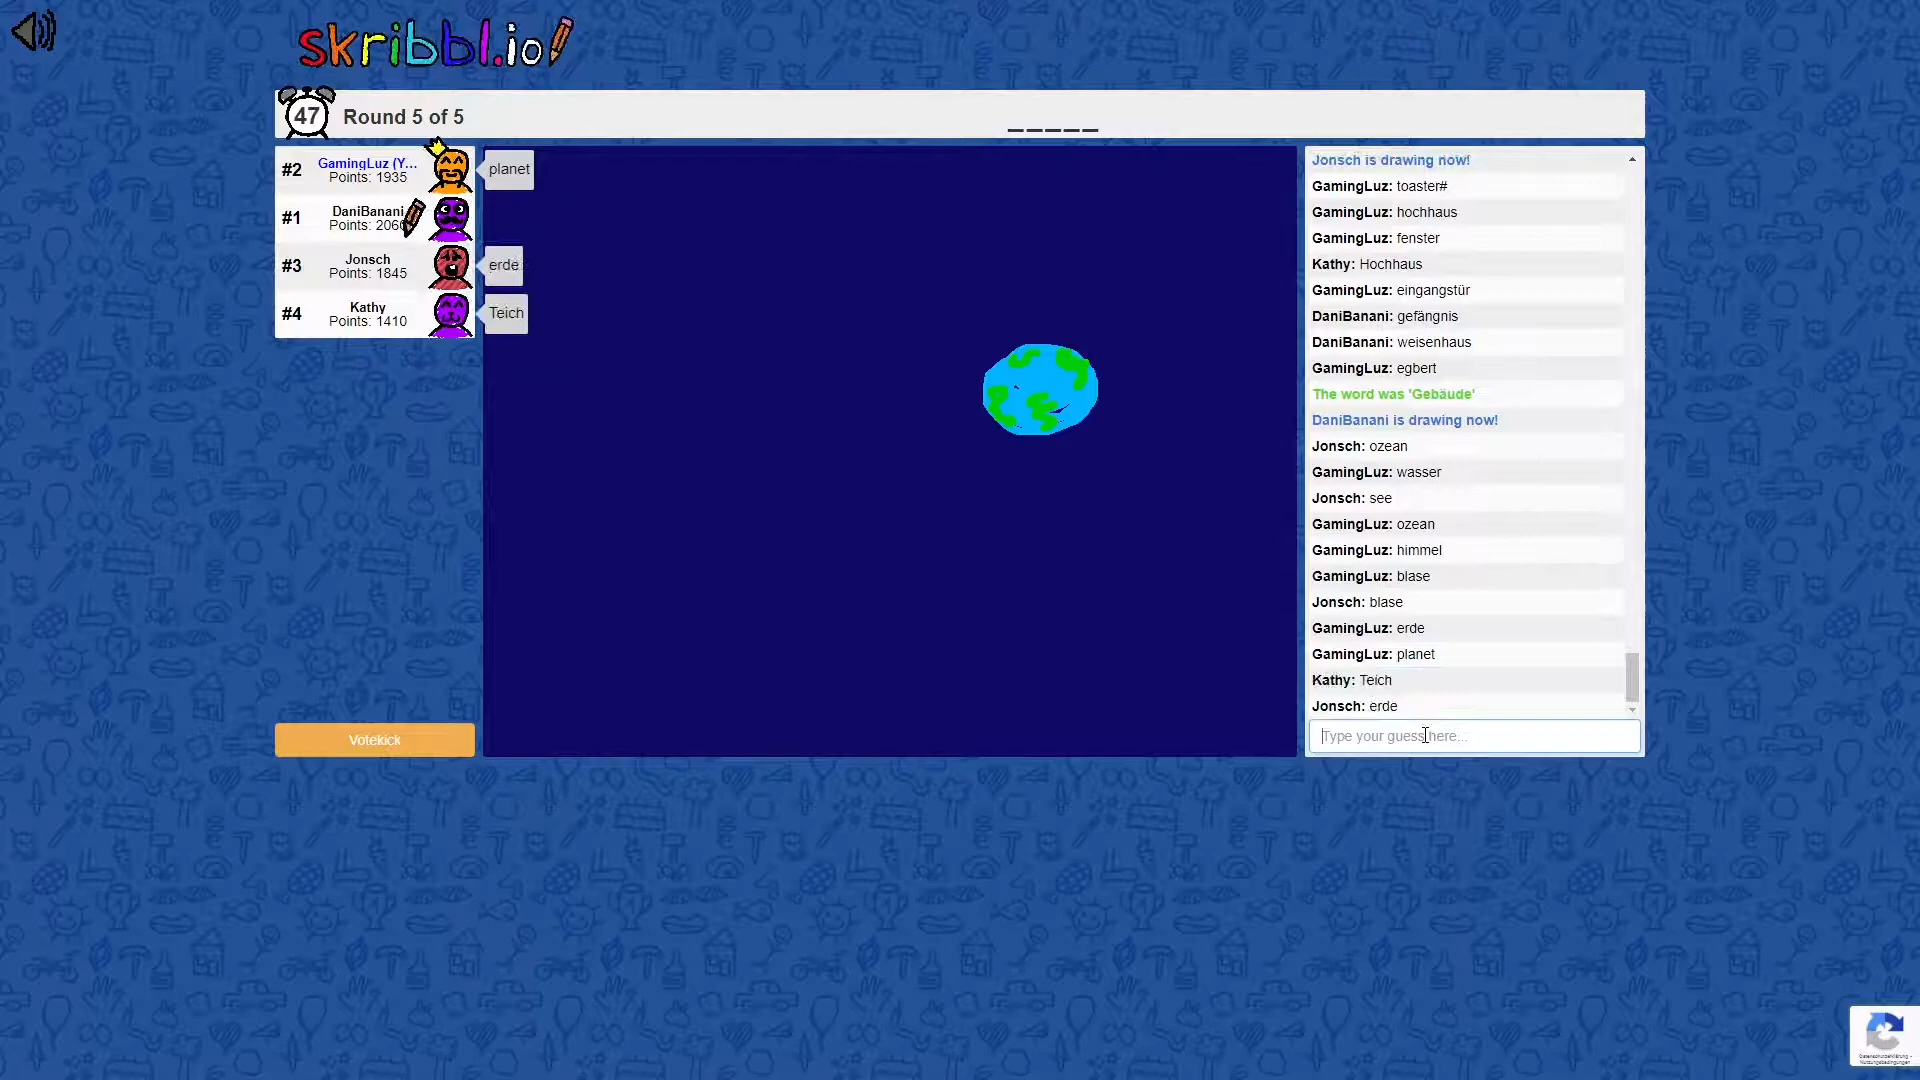 skribbl.io
47
Round 5 of 5
_____
#2
GamingLuz (Y...
Points: 1935
planet
#1
DaniBanani
Points: 206
#3
Jonsch
Points: 1845
erde
#4
Kathy
Points: 1410
Teich
Votekick
Jonsch is drawing now!
GamingLuz: toaster#
GamingLuz: hochhaus
GamingLuz: fenster
Kathy: Hochhaus
GamingLuz: eingangstür
DaniBanani: gefängnis
DaniBanani: weisenhaus
GamingLuz: egbert
The word was 'Gebäude'
DaniBanani is drawing now!
Jonsch: ozean
GamingLuz: wasser
Jonsch: see
GamingLuz: ozean
GamingLuz: himmel
GamingLuz: blase
Jonsch: blase
GamingLuz: erde
GamingLuz: planet
Kathy: Teich
Jonsch: erde
Type your guess here...
Datenschutzerklärung -
Nutzungsbedingungen